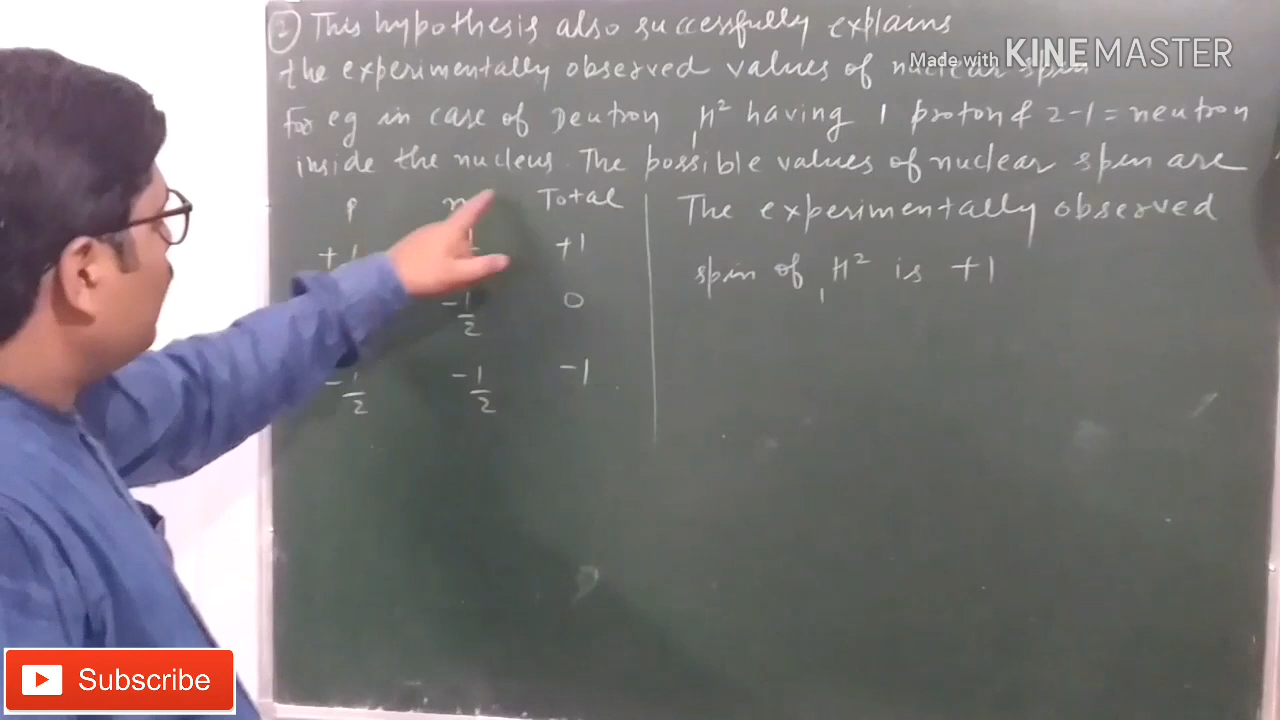 ② This hypothesis also successfully explains
the experimentally observed values of nuclear spin
For eg in case of Deutron ₁H² having 1 proton & 2-1 = neutron
inside the nucleus. The possible values of nuclear spin are
P n Total
+1 1 +1
-1/2 0
-1/2 -1/2 -1
The experimentally observed
spin of ₁H² is +1
Made with KINEMASTER
Subscribe